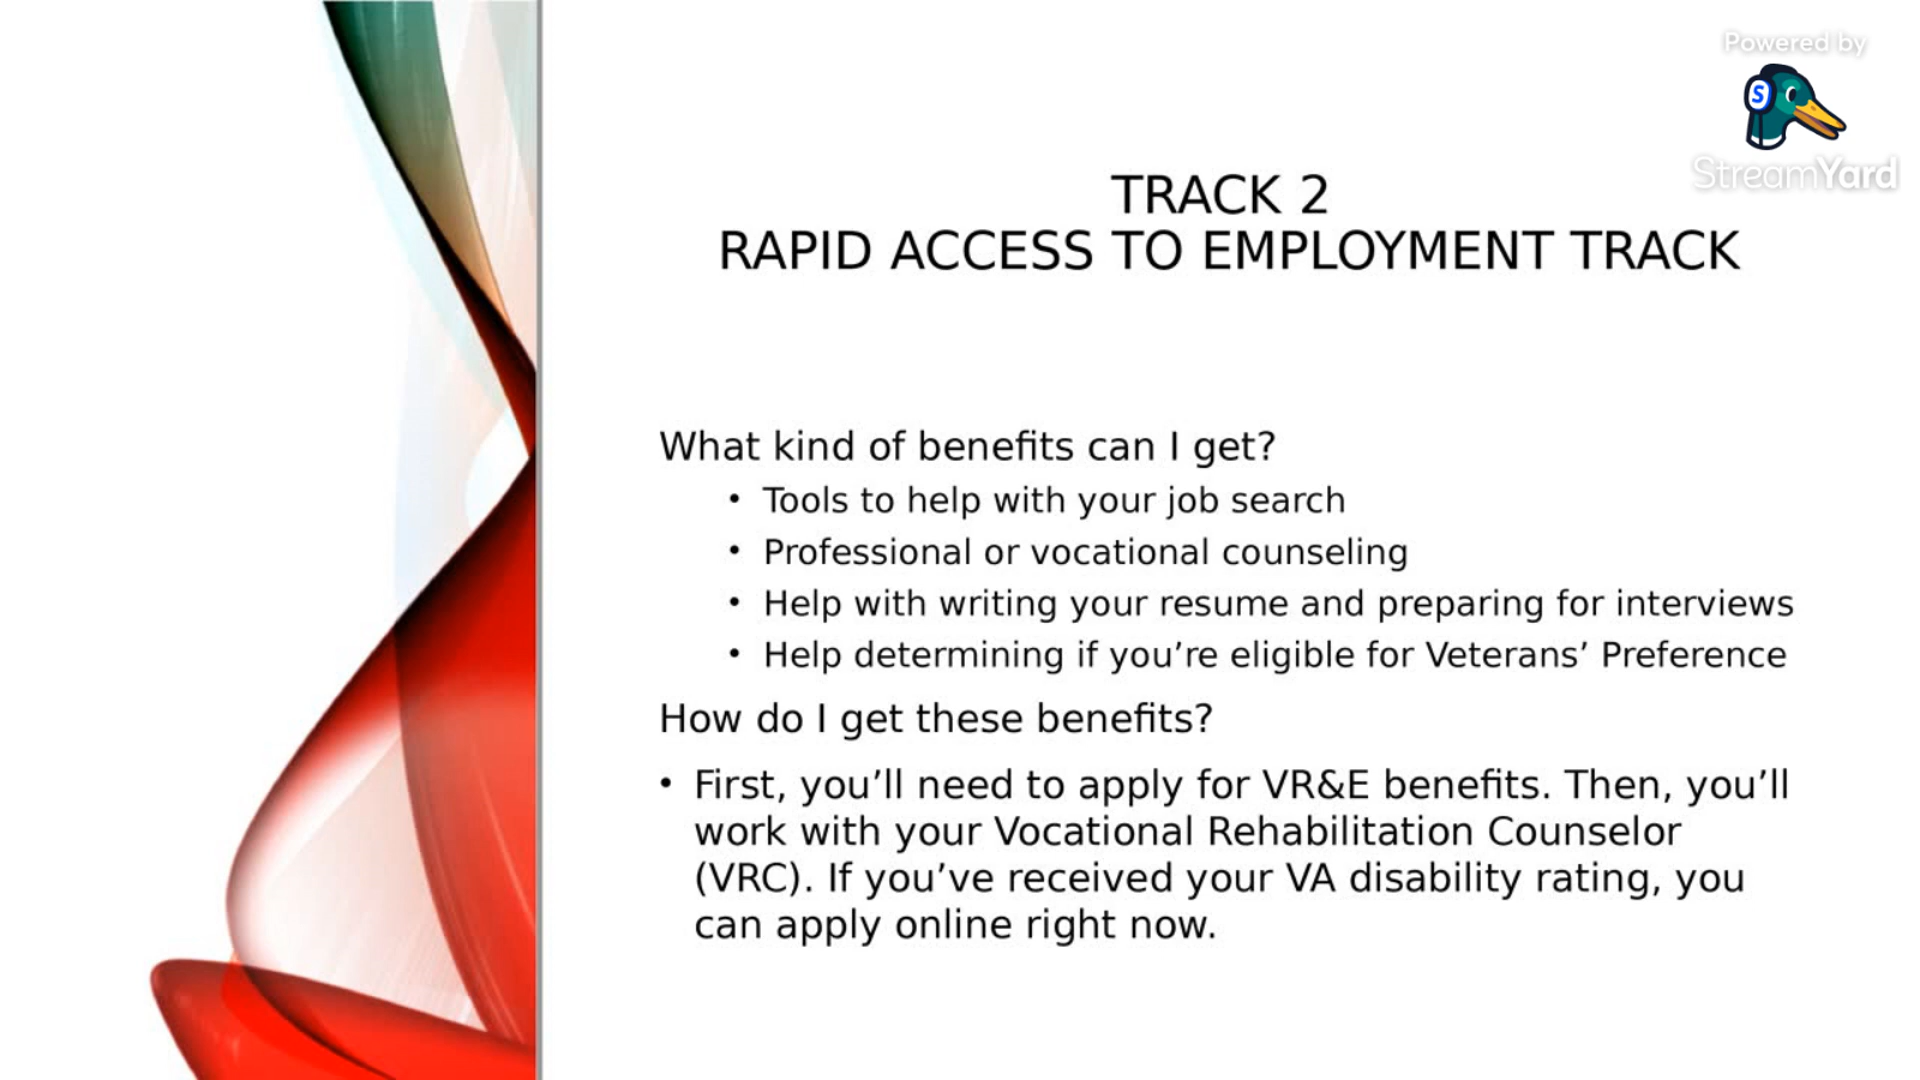 Powered by
S
StreamYard
TRACK 2
RAPID ACCESS TO EMPLOYMENT TRACK
What kind of benefits can I get?
• Tools to help with your job search
• Professional or vocational counseling
• Help with writing your resume and preparing for interviews
• Help determining if you’re eligible for Veterans’ Preference
How do I get these benefits?
• First, you’ll need to apply for VR&E benefits. Then, you’ll
work with your Vocational Rehabilitation Counselor
(VRC). If you’ve received your VA disability rating, you
can apply online right now.